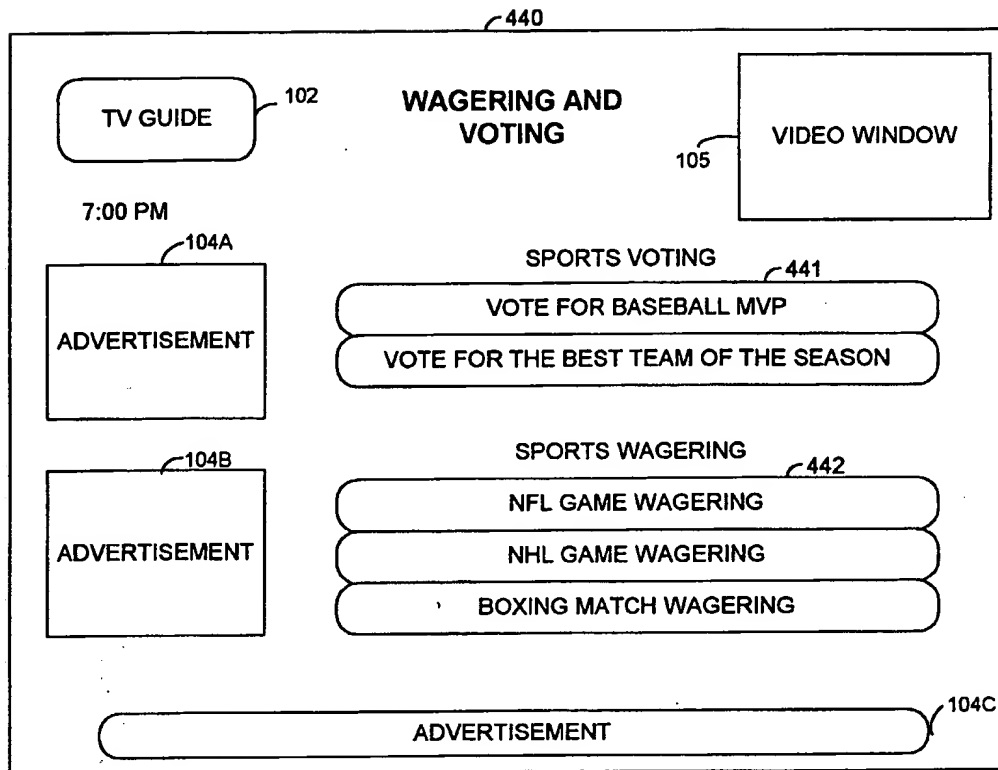 440
TV GUIDE
102
WAGERING AND
VOTING
105
VIDEO WINDOW
7:00 PM
104A
ADVERTISEMENT
SPORTS VOTING
441
VOTE FOR BASEBALL MVP
VOTE FOR THE BEST TEAM OF THE SEASON
104B
ADVERTISEMENT
SPORTS WAGERING
442
NFL GAME WAGERING
NHL GAME WAGERING
BOXING MATCH WAGERING
ADVERTISEMENT
104C